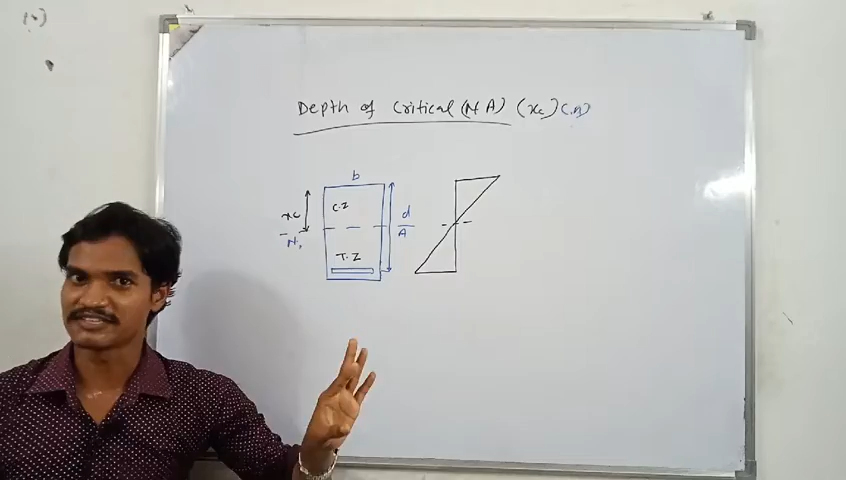 Depth of Critical (N A) (xc)
b
C.Z
xc
d
N.
A
T.Z